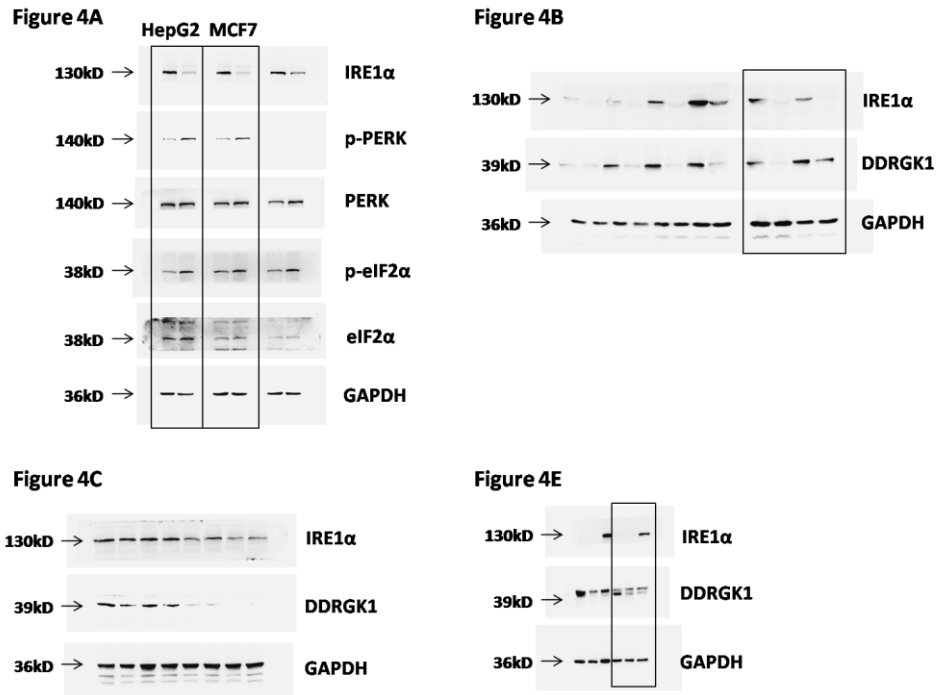 Figure 4A
HepG2 MCF7
130kD IRE1α
140kD p-PERK
140kD PERK
38kD p-eIF2α
38kD eIF2α
36kD GAPDH
Figure 4B
130kD IRE1α
39kD DDRGK1
36kD GAPDH
Figure 4C
130kD IRE1α
39kD DDRGK1
36kD GAPDH
Figure 4E
130kD IRE1α
39kD DDRGK1
36kD GAPDH